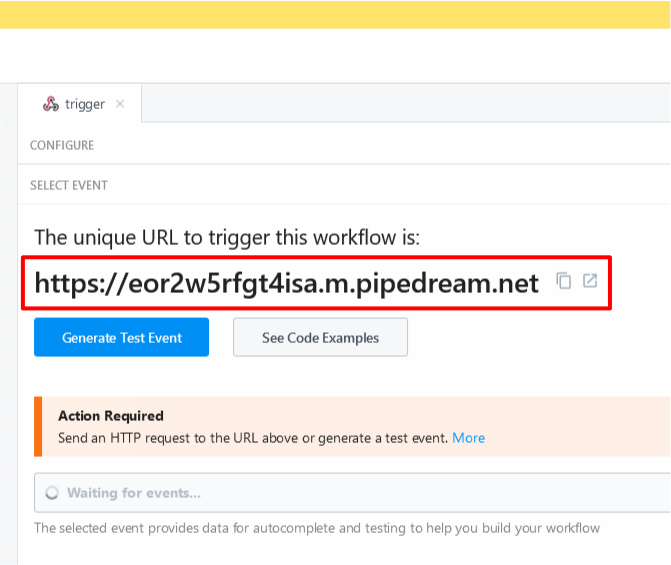 trigger
CONFIGURE
SELECT EVENT
The unique URL to trigger this workflow is:
https://eor2w5rfgt4isa.m.pipedream.net
Generate Test Event
See Code Examples
Action Required
Send an HTTP request to the URL above or generate a test event. More
Waiting for events...
The selected event provides data for autocomplete and testing to help you build your workflow